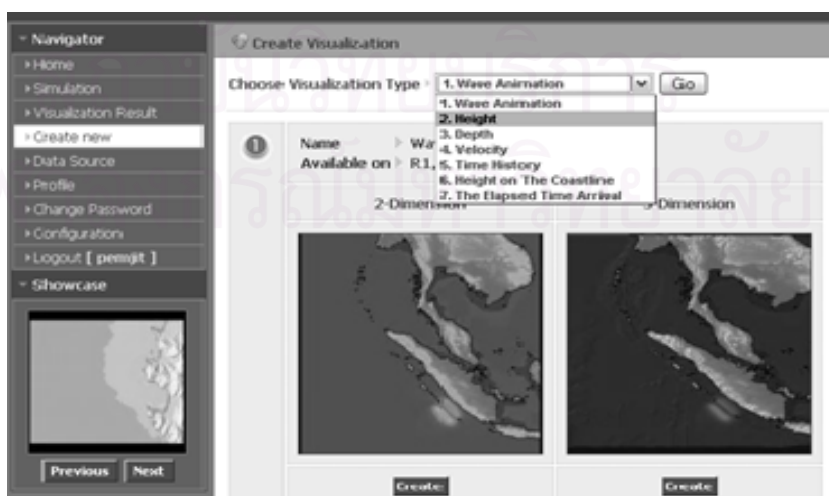 Navigator
Home
Simulation
Visualization Result
Create new
Data Source
Profile
Change Password
Configuration
Logout [ pemjit ]
Showcase
Previous Next
Create Visualization
Choose Visualization Type 1. Wave Animation Go
1. Wave Animation
2. Height
3. Depth
4. Velocity
5. Time History
6. Height on The Coastline
7. The Elapsed Time Arrival
1 Name Wa
Available on R1,
2-Dimension 3-Dimension
Create Create